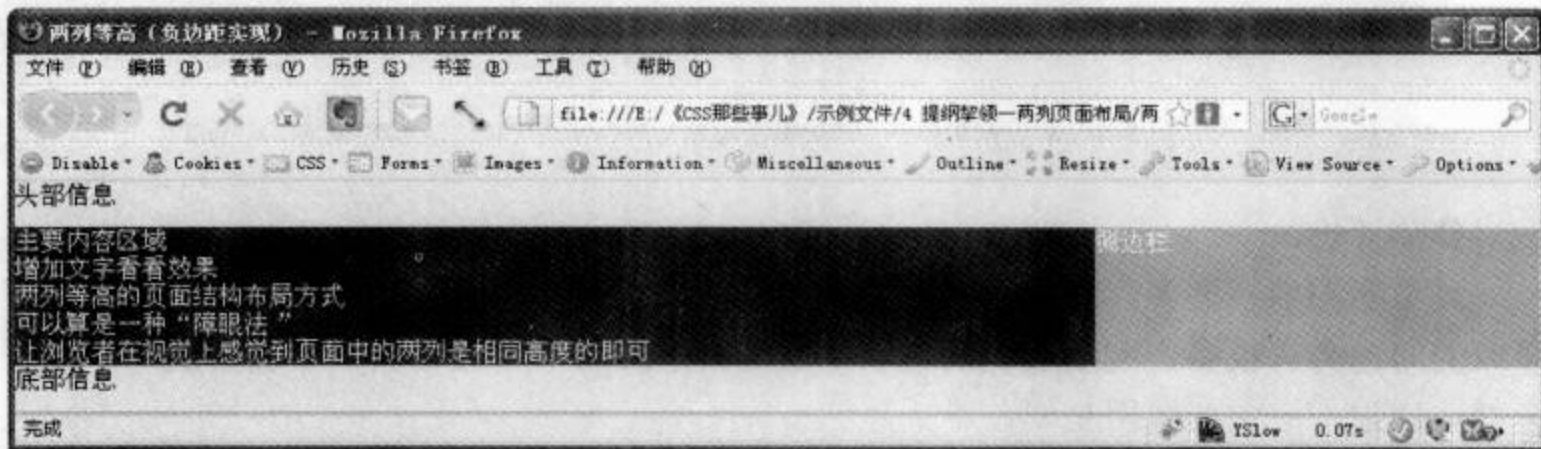 两列等高（负边距实现） - Mozilla Firefox
文件 (F) 编辑 (E) 查看 (V) 历史 (S) 书签 (B) 工具 (T) 帮助 (H)
file:///E:/《CSS那些事儿》/示例文件/4 提纲挈领—两列页面布局/两 G Google
Disable Cookies CSS Forms Images Information Miscellaneous Outline Resize Tools View Source Options
头部信息
主要内容区域 侧边栏
增加文字看看效果
两列等高的页面结构布局方式
可以算是一种“障眼法”
让浏览者在视觉上感觉到页面中的两列是相同高度的即可
底部信息
完成 YSlow 0.07s